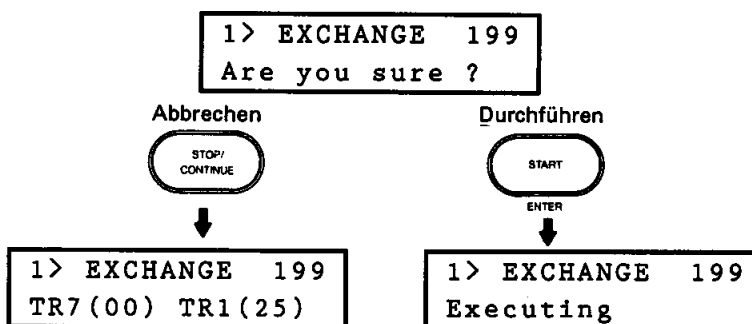 1> EXCHANGE 199
Are you sure ?
Abbrechen
Durchführen
STOP/
CONTINUE
START
ENTER
1> EXCHANGE 199
TR7(00) TR1(25)
1> EXCHANGE 199
Executing